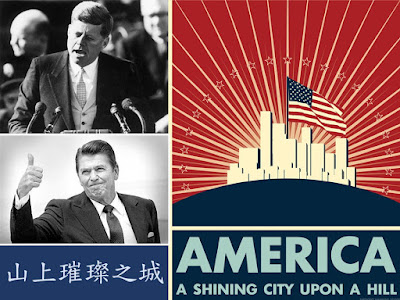 山上璀璨之城
AMERICA
A SHINING CITY UPON A HILL